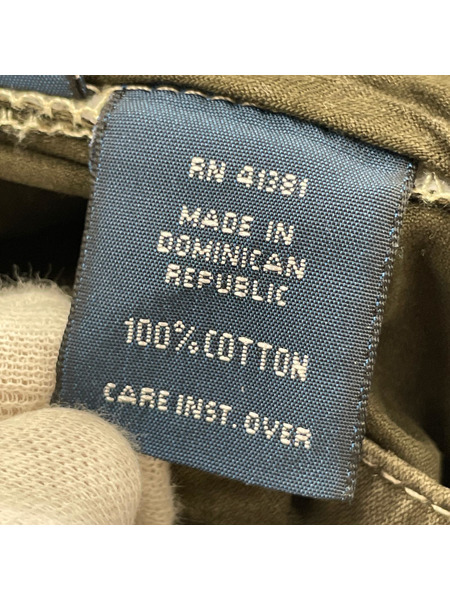 RN 41381
MADE IN
DOMINICAN
REPUBLIC
100% COTTON
CARE INST. OVER